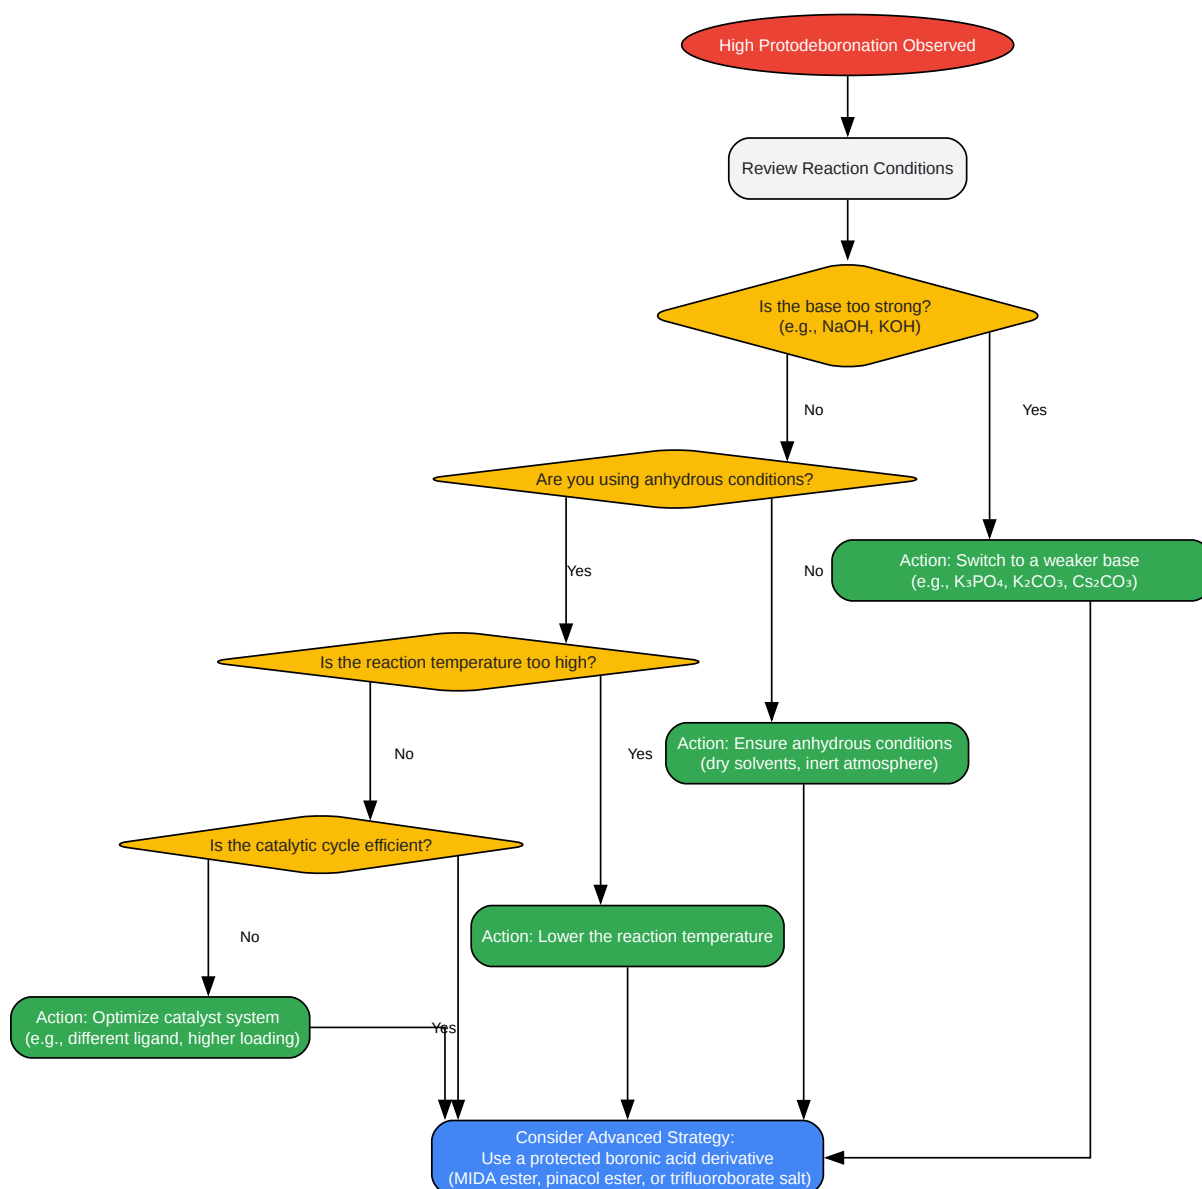 High Protodeboronation Observed
Review Reaction Conditions
Is the base too strong?
(e.g., NaOH, KOH)
No
Yes
Are you using anhydrous conditions?
Action: Switch to a weaker base
(e.g., K₃PO₄, K₂CO₃, Cs₂CO₃)
Yes
No
Is the reaction temperature too high?
Action: Ensure anhydrous conditions
(dry solvents, inert atmosphere)
No
Yes
Is the catalytic cycle efficient?
Action: Lower the reaction temperature
No
Action: Optimize catalyst system
(e.g., different ligand, higher loading)
Yes
Consider Advanced Strategy:
Use a protected boronic acid derivative
(MIDA ester, pinacol ester, or trifluoroborate salt)